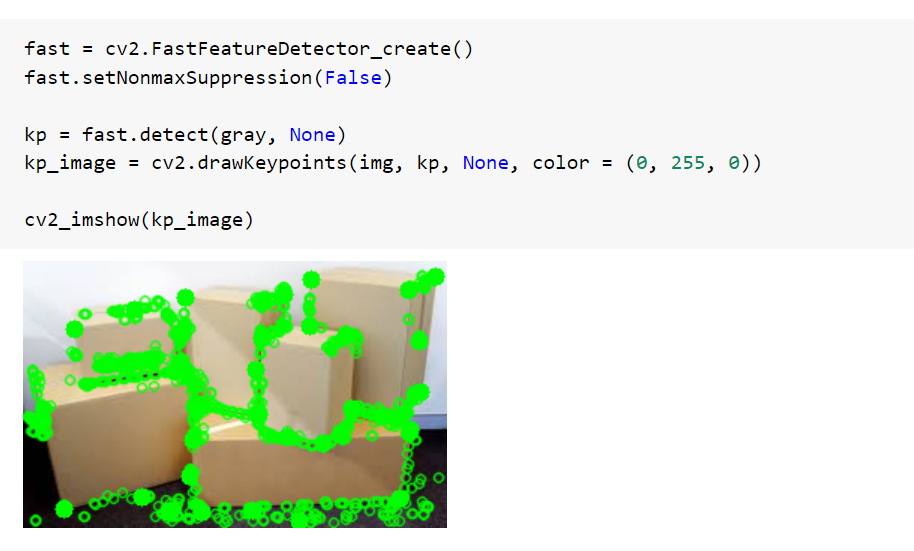 fast = cv2.FastFeatureDetector_create()
fast.setNonmaxSuppression(False)
kp = fast.detect(gray, None)
kp_image = cv2.drawKeypoints(img, kp, None, color = (0, 255, 0))
cv2_imshow(kp_image)